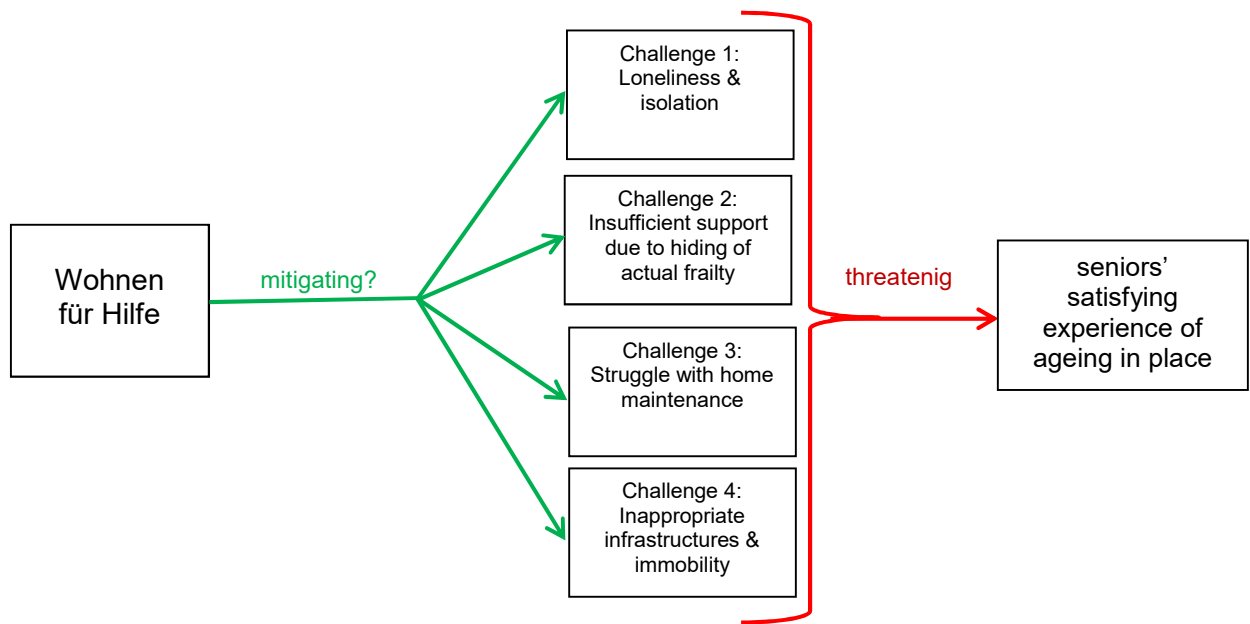 Wohnen
für Hilfe
mitigating?
Challenge 1:
Loneliness &
isolation
Challenge 2:
Insufficient support
due to hiding of
actual frailty
Challenge 3:
Struggle with home
maintenance
Challenge 4:
Inappropriate
infrastructures &
immobility
threatenig
seniors’
satisfying
experience of
ageing in place